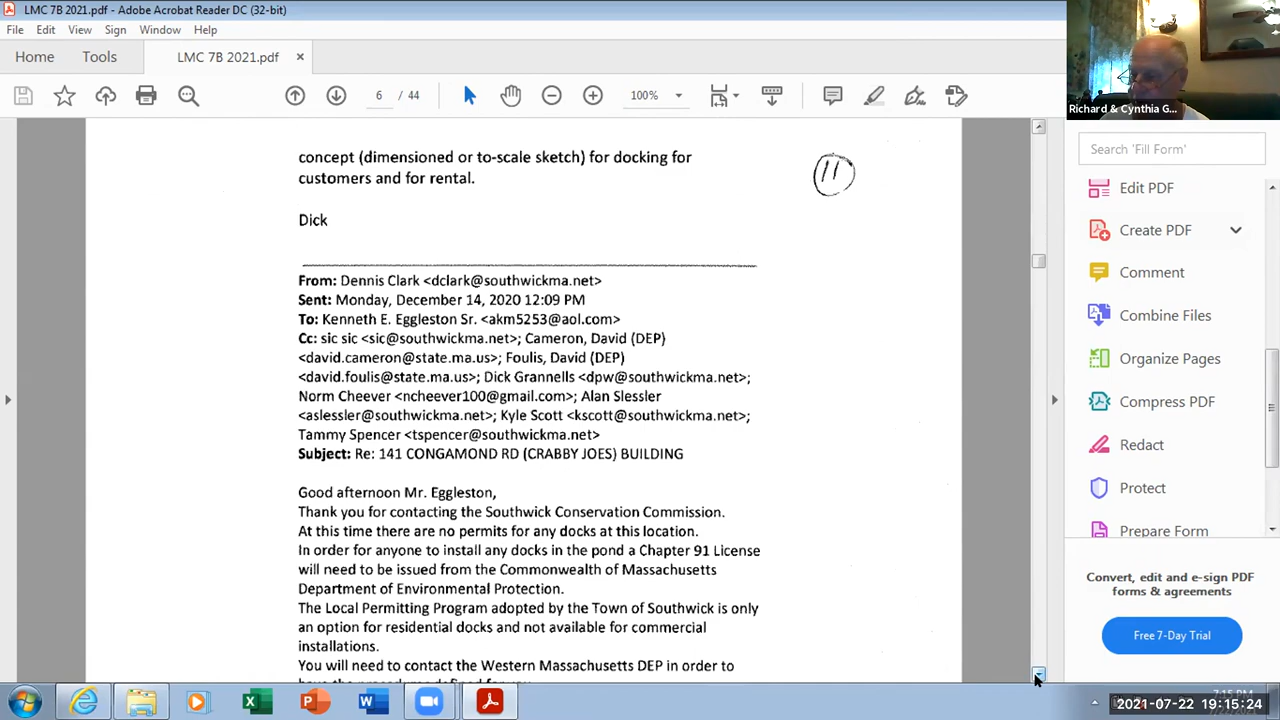 LMC 7B 2021.pdf - Adobe Acrobat Reader DC (32-bit)
File Edit View Sign Window Help
Home Tools LMC 7B 2021.pdf ×
6 / 44 100%
Richard & Cynthia G...
concept (dimensioned or to-scale sketch) for docking for
customers and for rental.
11
Dick
From: Dennis Clark <dclark@southwickma.net>
Sent: Monday, December 14, 2020 12:09 PM
To: Kenneth E. Eggleston Sr. <akm5253@aol.com>
Cc: sic sic <sic@southwickma.net>; Cameron, David (DEP)
<david.cameron@state.ma.us>; Foulis, David (DEP)
<david.foulis@state.ma.us>; Dick Grannells <dpw@southwickma.net>;
Norm Cheever <ncheever100@gmail.com>; Alan Slessler
<aslessler@southwickma.net>; Kyle Scott <kscott@southwickma.net>;
Tammy Spencer <tspencer@southwickma.net>
Subject: Re: 141 CONGAMOND RD (CRABBY JOES) BUILDING
Good afternoon Mr. Eggleston,
Thank you for contacting the Southwick Conservation Commission.
At this time there are no permits for any docks at this location.
In order for anyone to install any docks in the pond a Chapter 91 License
will need to be issued from the Commonwealth of Massachusetts
Department of Environmental Protection.
The Local Permitting Program adopted by the Town of Southwick is only
an option for residential docks and not available for commercial
installations.
You will need to contact the Western Massachusetts DEP in order to
Search 'Fill Form'
Edit PDF
Create PDF
Comment
Combine Files
Organize Pages
Compress PDF
Redact
Protect
Prepare Form
Convert, edit and e-sign PDF
forms & agreements
Free 7-Day Trial
7:15 PM
2021-07-22 19:15:24